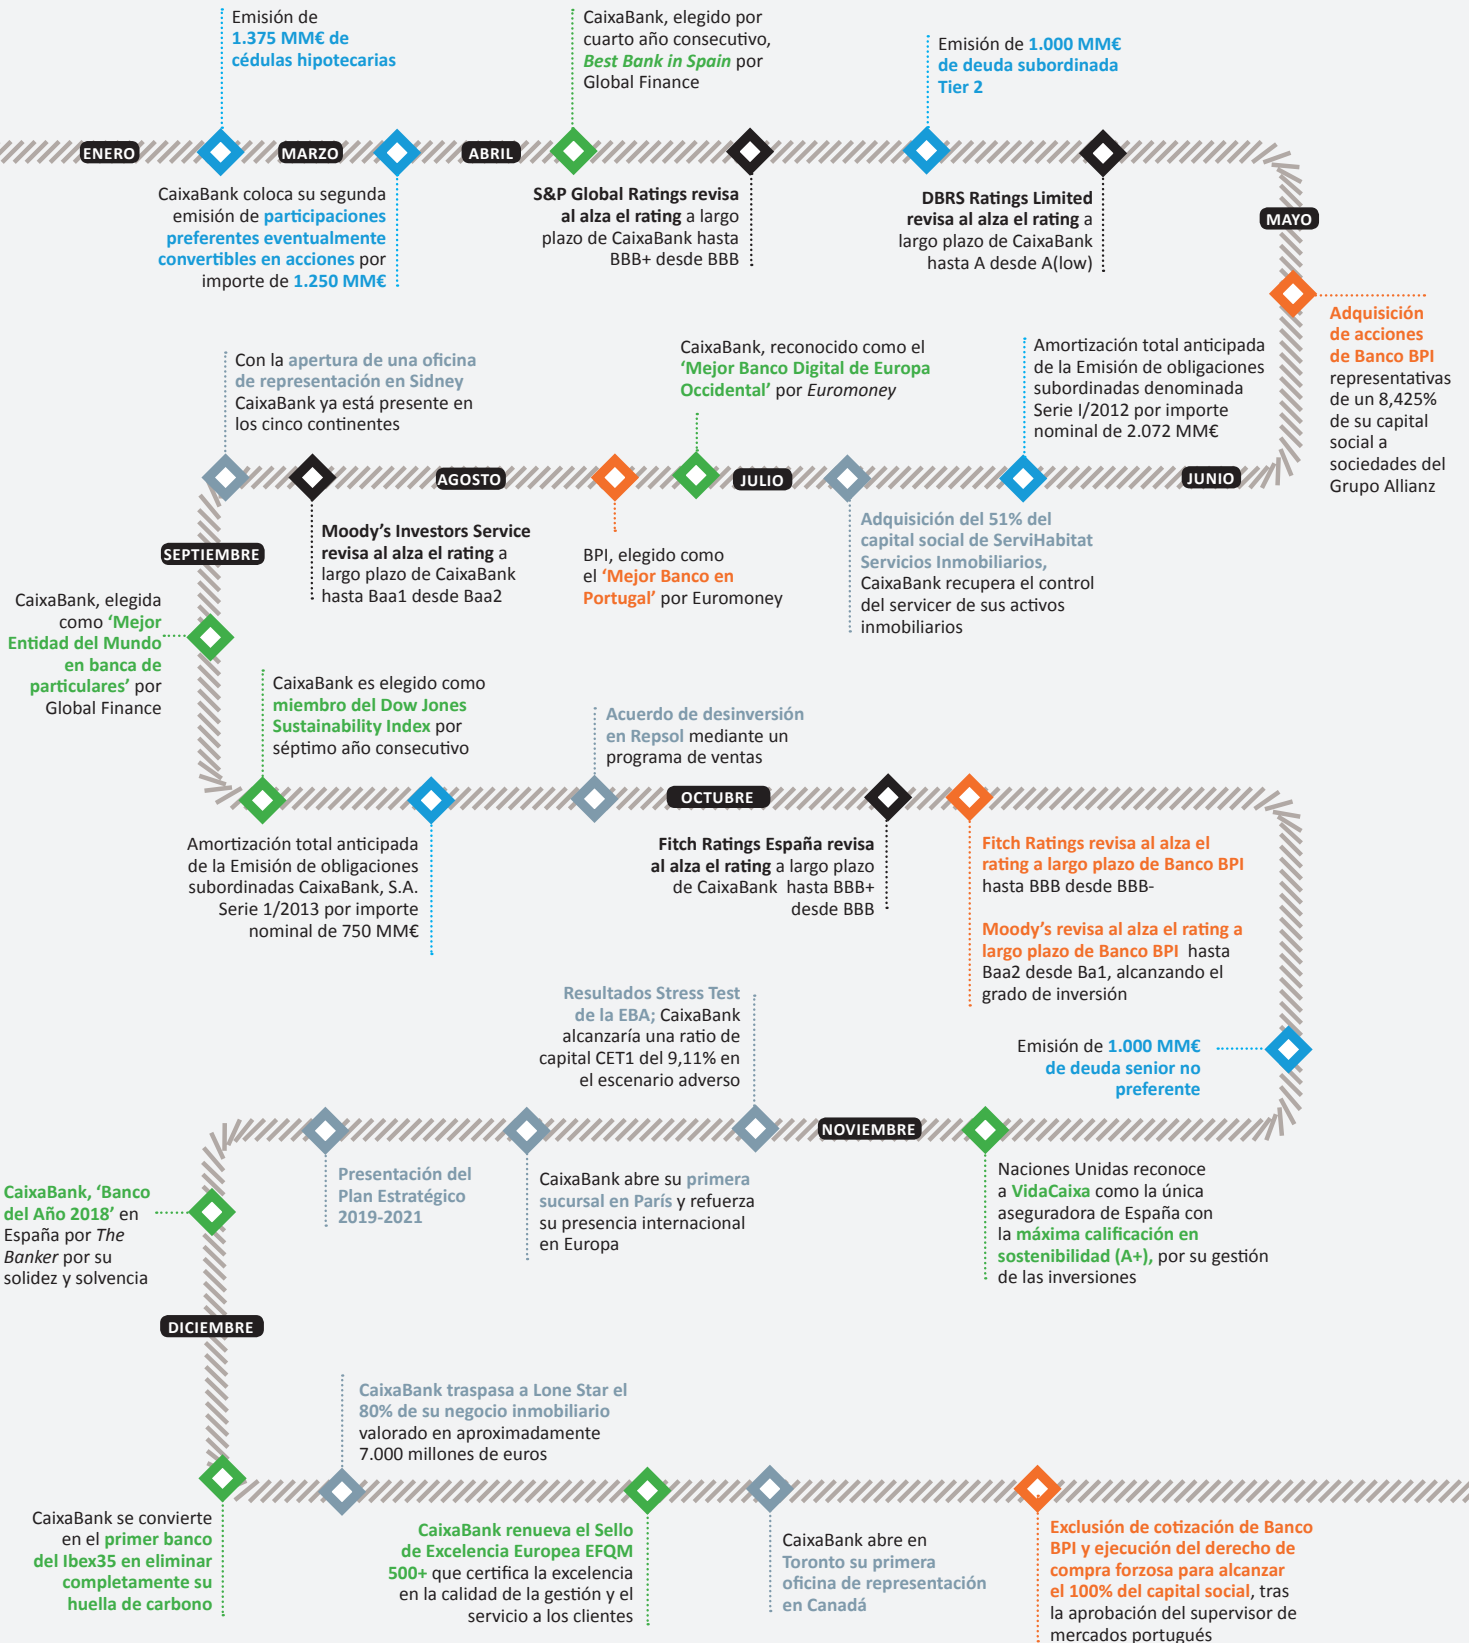 Emisión de
1.375 MM€ de
cédulas hipotecarias
CaixaBank, elegido por
cuarto año consecutivo,
Best Bank in Spain por
Global Finance
Emisión de 1.000 MM€
de deuda subordinada
Tier 2
ENERO
MARZO
ABRIL
CaixaBank coloca su segunda
emisión de participaciones
preferentes eventualmente
convertibles en acciones por
importe de 1.250 MM€
S&P Global Ratings revisa
al alza el rating a largo
plazo de CaixaBank hasta
BBB+ desde BBB
DBRS Ratings Limited
revisa al alza el rating a
largo plazo de CaixaBank
hasta A desde A(low)
MAYO
Adquisición
de acciones
de Banco BPI
representativas
de un 8,425%
de su capital
social a
sociedades del
Grupo Allianz
Amortización total anticipada
de la Emisión de obligaciones
subordinadas denominada
Serie I/2012 por importe
nominal de 2.072 MM€
CaixaBank, reconocido como el
‘Mejor Banco Digital de Europa
Occidental’ por Euromoney
Con la apertura de una oficina
de representación en Sidney
CaixaBank ya está presente en
los cinco continentes
JUNIO
JULIO
AGOSTO
Adquisición del 51% del
capital social de ServiHabitat
Servicios Inmobiliarios,
CaixaBank recupera el control
del servicer de sus activos
inmobiliarios
BPI, elegido como
el ‘Mejor Banco en
Portugal’ por Euromoney
Moody’s Investors Service
revisa al alza el rating a
largo plazo de CaixaBank
hasta Baa1 desde Baa2
SEPTIEMBRE
CaixaBank, elegida
como ‘Mejor
Entidad del Mundo
en banca de
particulares’ por
Global Finance
CaixaBank es elegido como
miembro del Dow Jones
Sustainability Index por
séptimo año consecutivo
Acuerdo de desinversión
en Repsol mediante un
programa de ventas
OCTUBRE
Amortización total anticipada
de la Emisión de obligaciones
subordinadas CaixaBank, S.A.
Serie 1/2013 por importe
nominal de 750 MM€
Fitch Ratings España revisa
al alza el rating a largo plazo
de CaixaBank hasta BBB+
desde BBB
Fitch Ratings revisa al alza el
rating a largo plazo de Banco BPI
hasta BBB desde BBB-
Moody’s revisa al alza el rating a
largo plazo de Banco BPI hasta
Baa2 desde Ba1, alcanzando el
grado de inversión
Emisión de 1.000 MM€
de deuda senior no
preferente
Resultados Stress Test
de la EBA; CaixaBank
alcanzaría una ratio de
capital CET1 del 9,11% en
el escenario adverso
NOVIEMBRE
Naciones Unidas reconoce
a VidaCaixa como la única
aseguradora de España con
la máxima calificación en
sostenibilidad (A+), por su gestión
de las inversiones
CaixaBank abre su primera
sucursal en París y refuerza
su presencia internacional
en Europa
Presentación del
Plan Estratégico
2019-2021
CaixaBank, ‘Banco
del Año 2018’ en
España por The
Banker por su
solidez y solvencia
DICIEMBRE
CaixaBank traspasa a Lone Star el
80% de su negocio inmobiliario
valorado en aproximadamente
7.000 millones de euros
CaixaBank se convierte
en el primer banco
del Ibex35 en eliminar
completamente su
huella de carbono
CaixaBank renueva el Sello
de Excelencia Europea EFQM
500+ que certifica la excelencia
en la calidad de la gestión y el
servicio a los clientes
CaixaBank abre en
Toronto su primera
oficina de representación
en Canadá
Exclusión de cotización de Banco
BPI y ejecución del derecho de
compra forzosa para alcanzar
el 100% del capital social, tras
la aprobación del supervisor de
mercados portugués